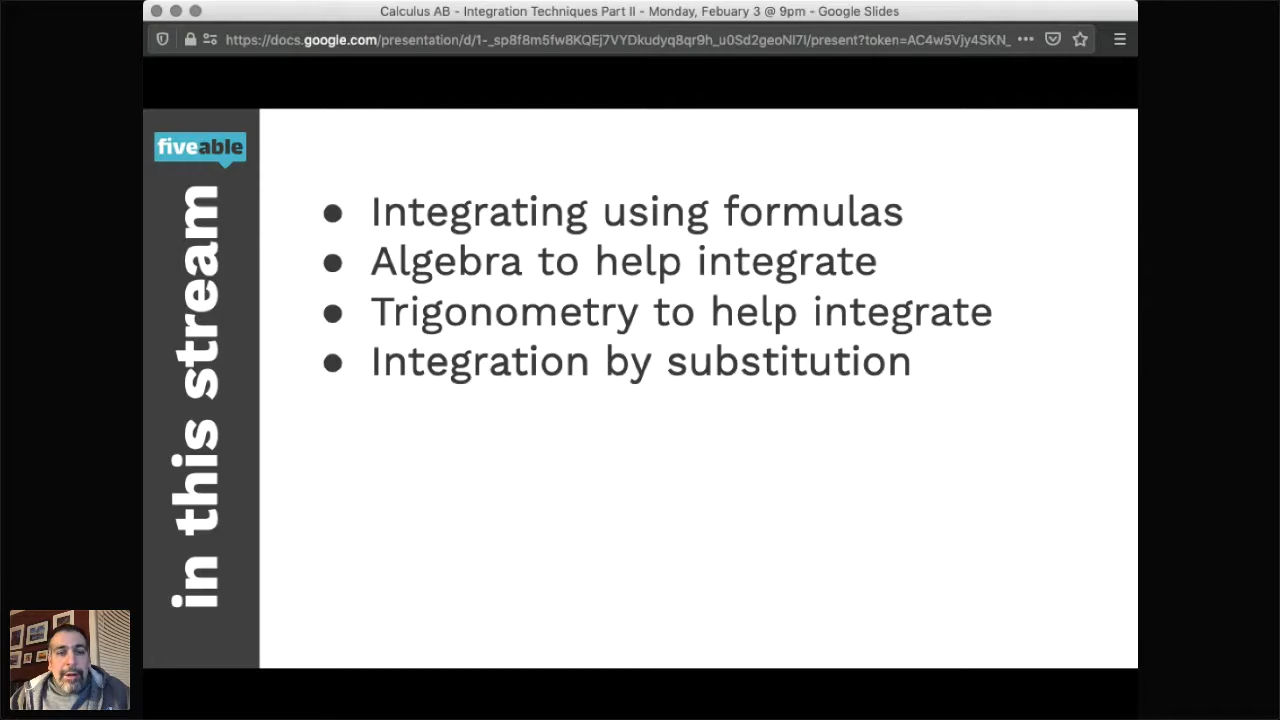 Calculus AB - Integration Techniques Part II - Monday, Febuary 3 @ 9pm - Google Slides
https://docs.google.com/presentation/d/1-_sp8f8m5fw8KQEj7VYDkudyq8qr9h_u0Sd2geoNI7I/present?token=AC4w5Vjy4SKN_
fiveable
in this stream
● Integrating using formulas
● Algebra to help integrate
● Trigonometry to help integrate
● Integration by substitution